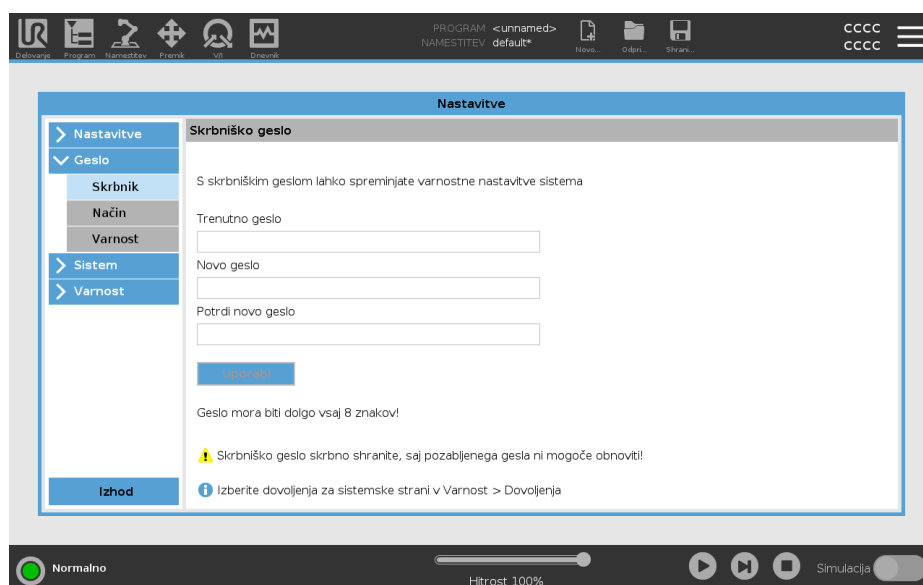 UR
PROGRAM <unnamed>
NAMESTITEV default*
cccc
cccc
Delovanje Program Namestitev Premik V/I Dnevnik Novo... Odpri... Shrani...
Nastavitve
Nastavitve
Skrbniško geslo
Geslo
Skrbnik
Način
Varnost
Sistem
Varnost
Izhod
S skrbniškim geslom lahko spreminjate varnostne nastavitve sistema
Trenutno geslo
Novo geslo
Potrdi novo geslo
Uporabi
Geslo mora biti dolgo vsaj 8 znakov!
Skrbniško geslo skrbno shranite, saj pozabljenega gesla ni mogoče obnoviti!
Izberite dovoljenja za sistemske strani v Varnost > Dovoljenja
Normalno
Hitrost 100%
Simulacija